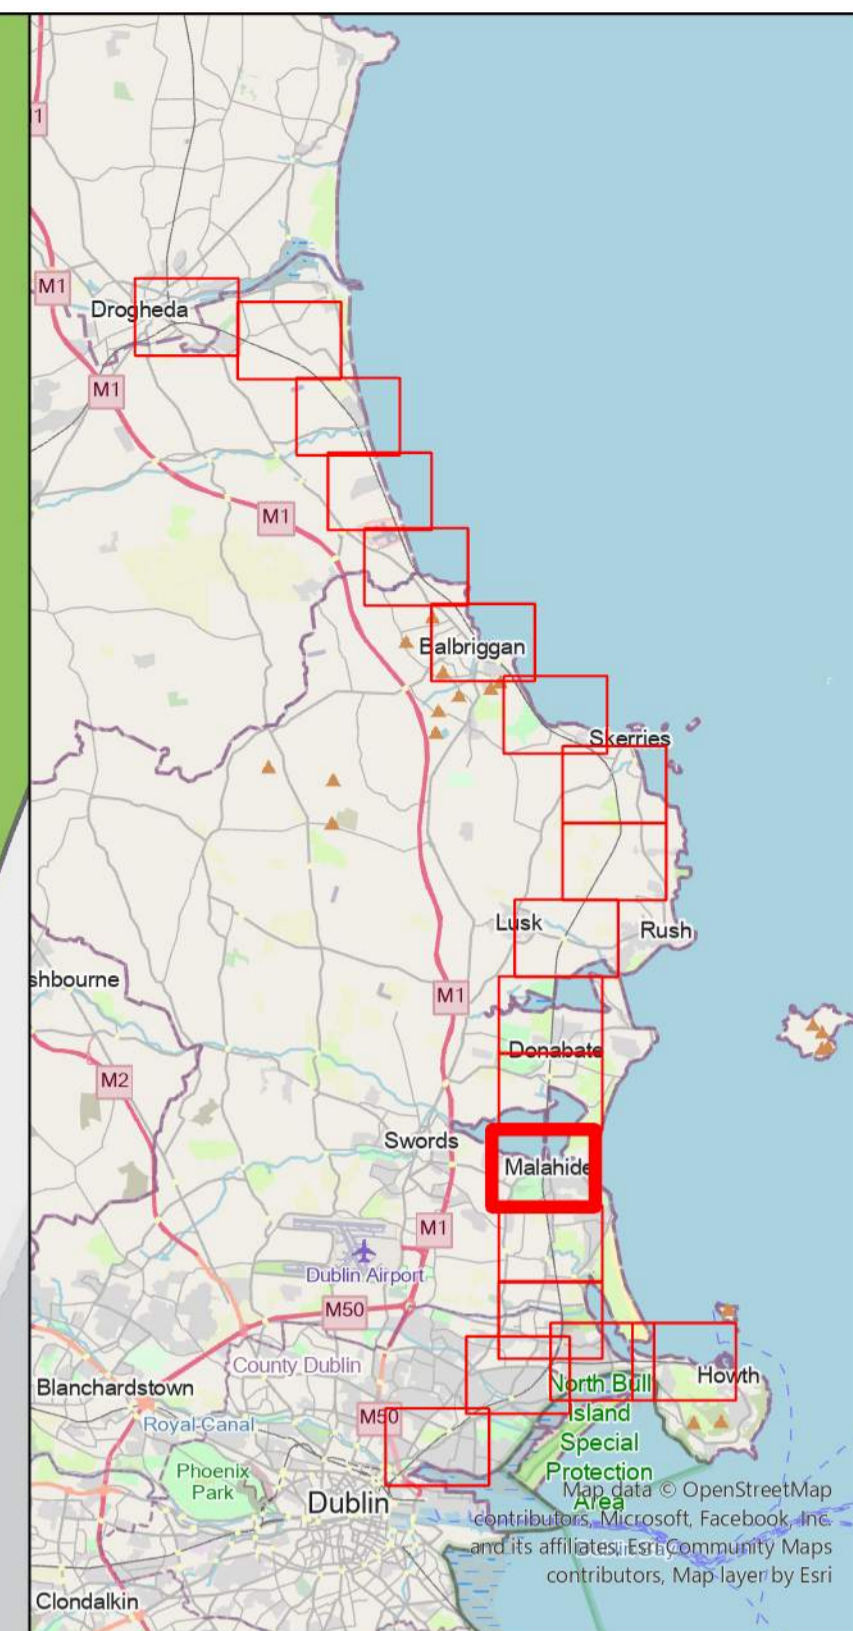 M1
Drogheda
M1
M1
Balbriggan
Skerries
Lusk
Rush
shbourne
M1
Donabate
M2
Swords
Malahide
M1
Dublin Airport
M50
County Dublin
Howth
Blanchardstown
North Bull
Island
Special
Protection
Area
M50
Royal Canal
Phoenix
Park
Dublin
Map data © OpenStreetMap
contributors, Microsoft, Facebook, Inc.
and its affiliates, Esri Community Maps
contributors, Map layer by Esri
Clondalkin